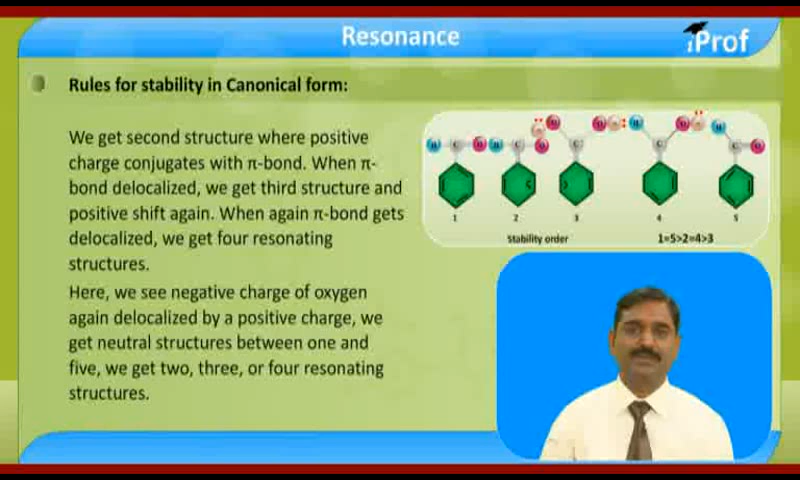 Resonance
iProf
Rules for stability in Canonical form:
We get second structure where positive
charge conjugates with π-bond. When π-
bond delocalized, we get third structure and
positive shift again. When again π-bond gets
delocalized, we get four resonating
structures.
Here, we see negative charge of oxygen
again delocalized by a positive charge, we
get neutral structures between one and
five, we get two, three, or four resonating
structures.
1 2 3 4 5
Stability order 1=5>2=4>3